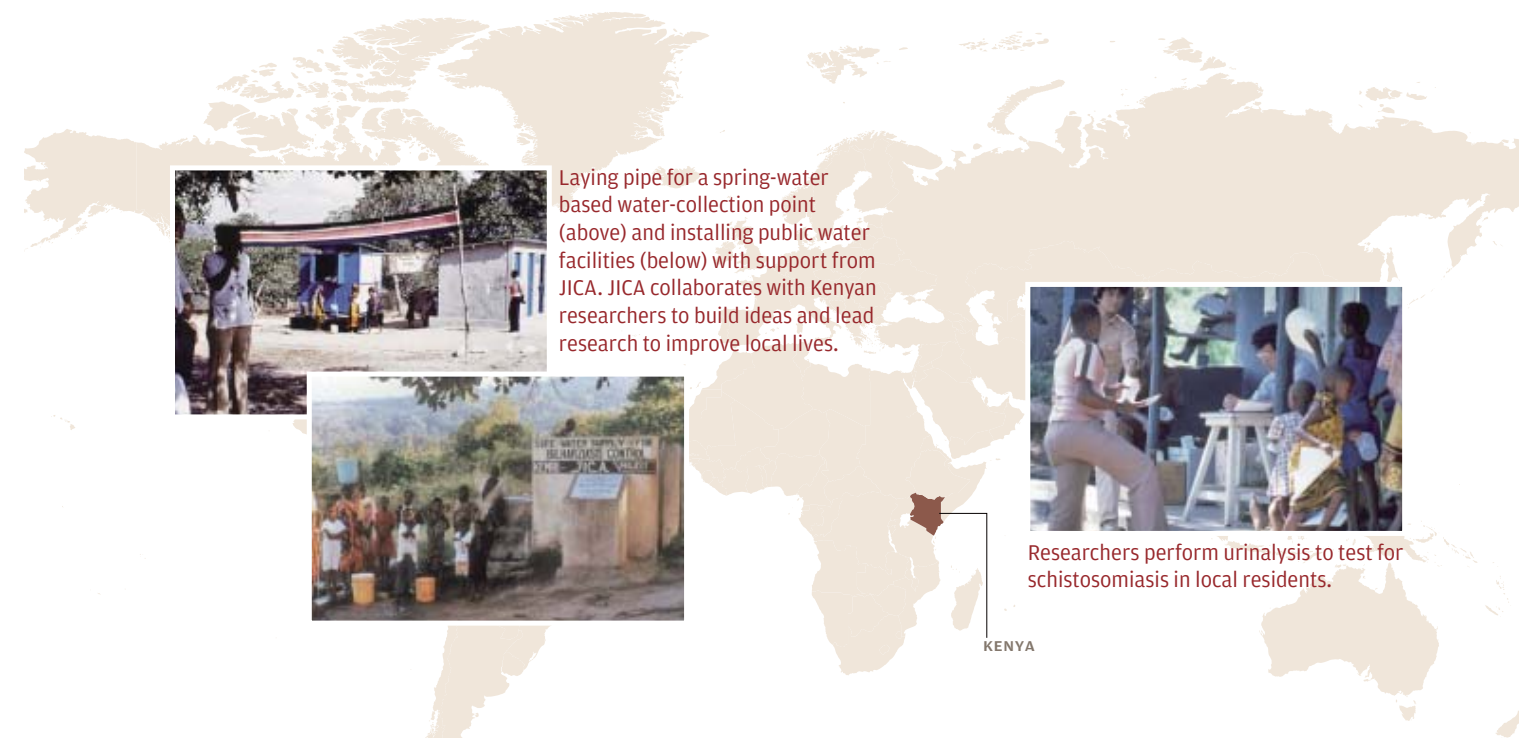 Laying pipe for a spring-water
based water-collection point
(above) and installing public water
facilities (below) with support from
JICA. JICA collaborates with Kenyan
researchers to build ideas and lead
research to improve local lives.
SAFE WATER SUPPLY FOR
BILHARZIASIS CONTROL
JICA
Researchers perform urinalysis to test for
schistosomiasis in local residents.
KENYA